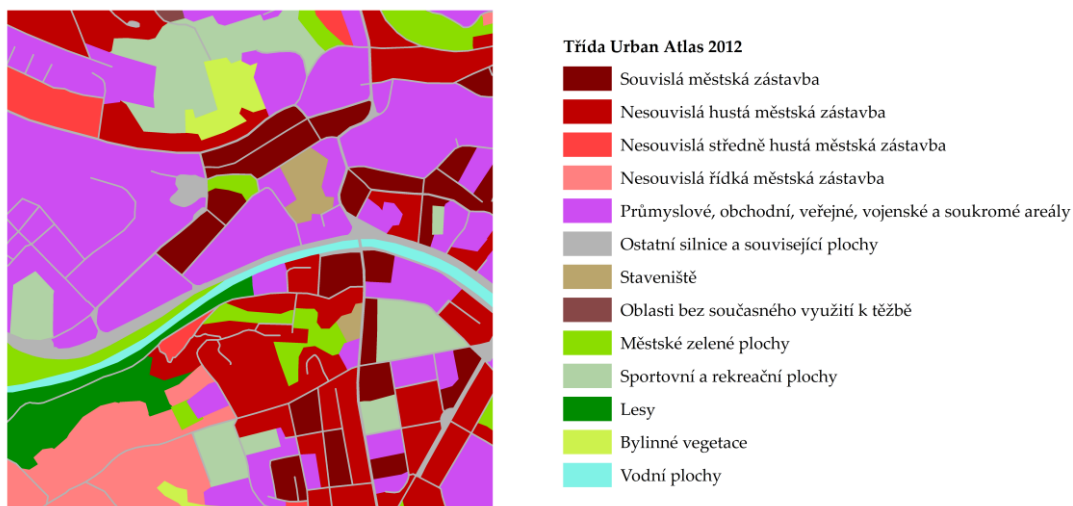 Třída Urban Atlas 2012
Souvislá městská zástavba
Nesouvislá hustá městská zástavba
Nesouvislá středně hustá městská zástavba
Nesouvislá řídká městská zástavba
Průmyslové, obchodní, veřejné, vojenské a soukromé areály
Ostatní silnice a související plochy
Staveniště
Oblasti bez současného využití k těžbě
Městské zelené plochy
Sportovní a rekreační plochy
Lesy
Bylinné vegetace
Vodní plochy